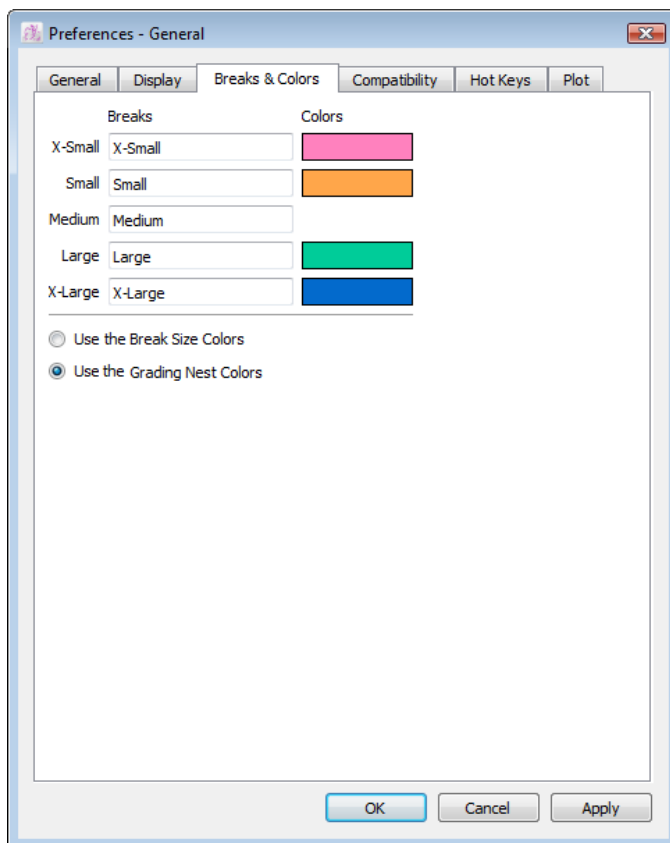 Preferences - General
General Display Breaks & Colors Compatibility Hot Keys Plot
Breaks Colors
X-Small X-Small
Small Small
Medium Medium
Large Large
X-Large X-Large
Use the Break Size Colors
Use the Grading Nest Colors
OK Cancel Apply